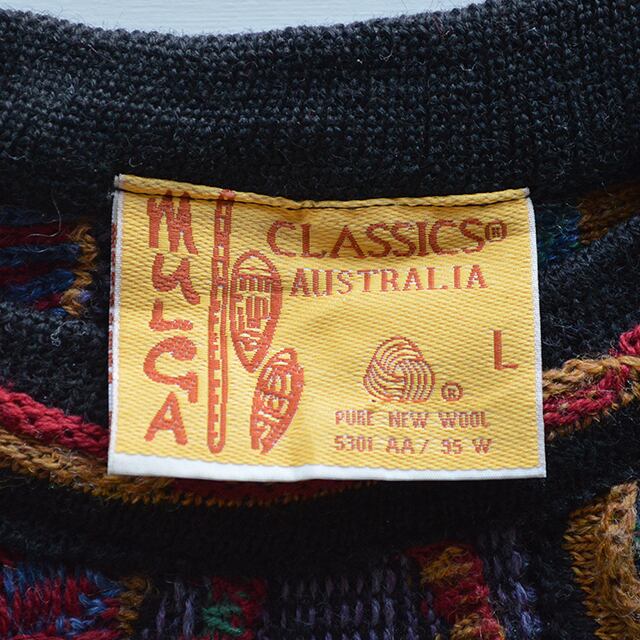 MULGA
CLASSICS®
AUSTRALIA
L
®
PURE NEW WOOL
5301 AA/ 95 W